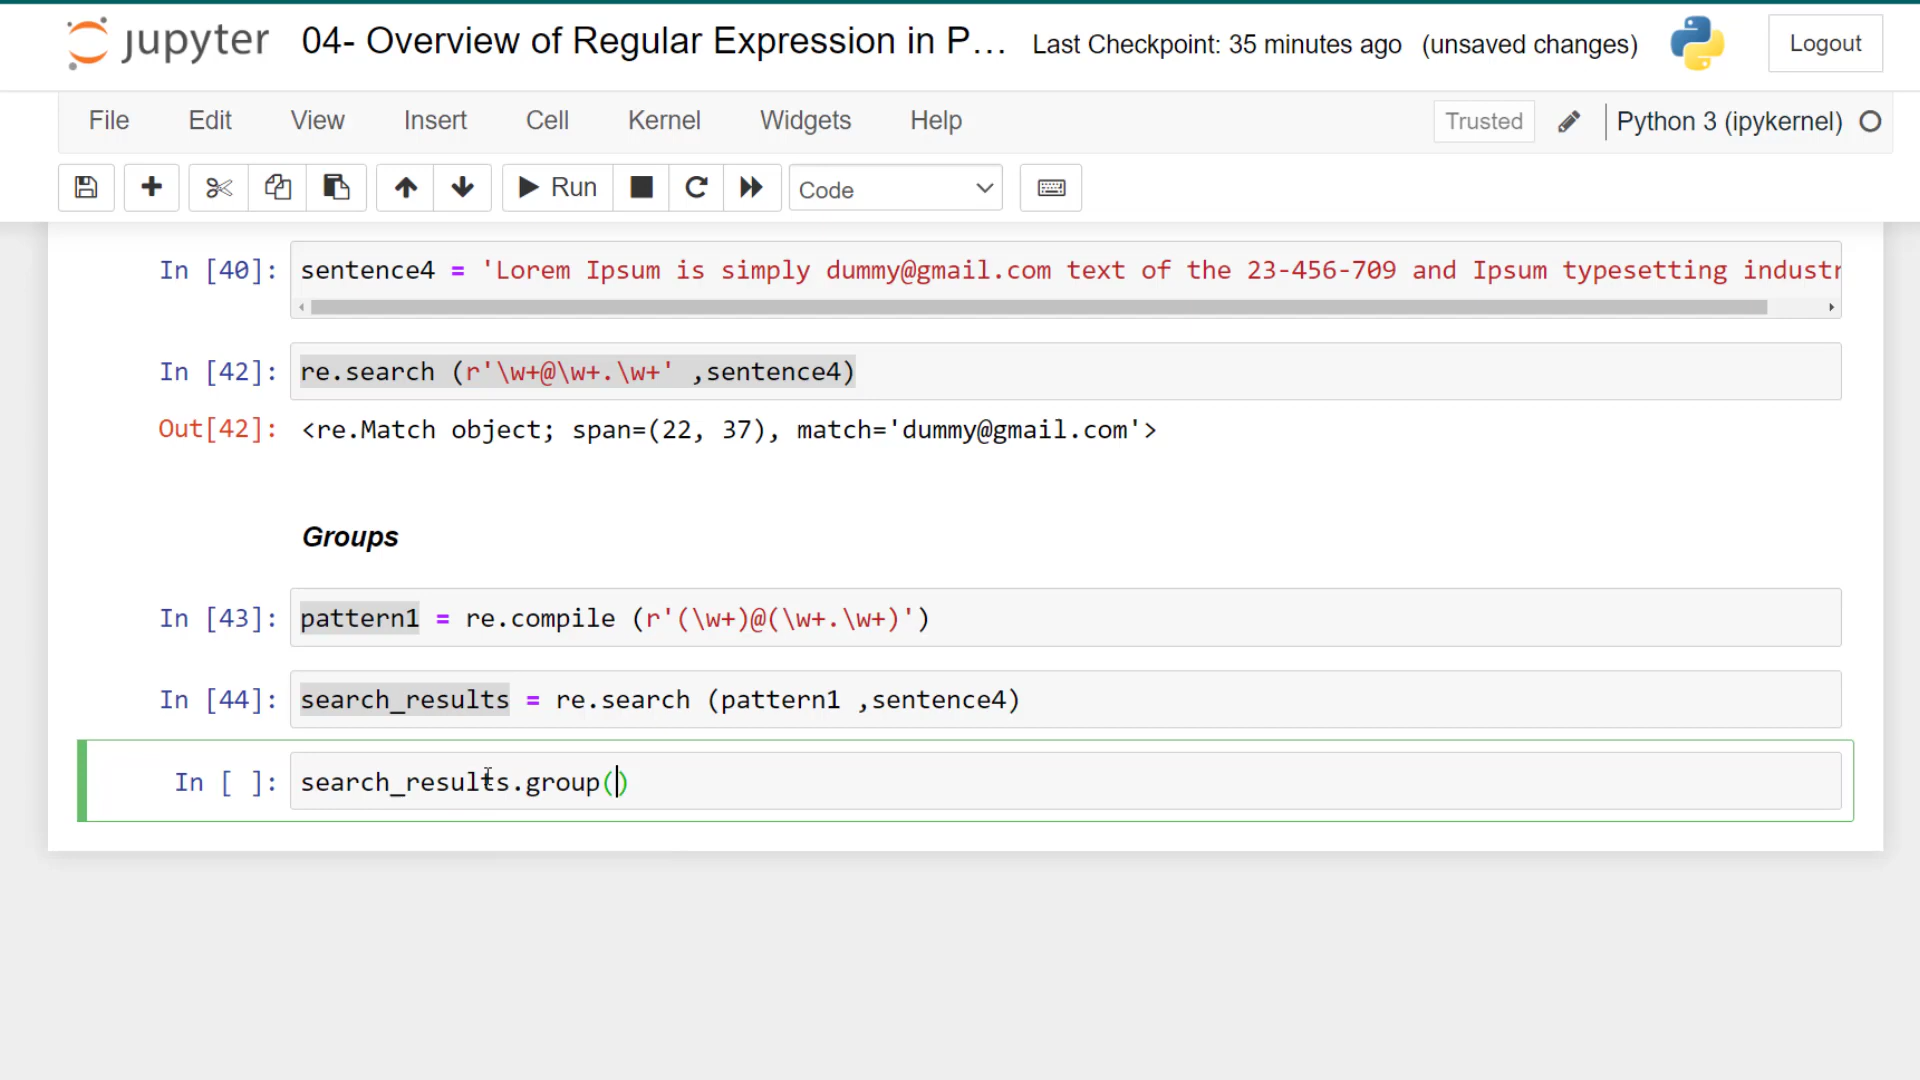 jupyter 04- Overview of Regular Expression in P... Last Checkpoint: 35 minutes ago (unsaved changes) Logout
File Edit View Insert Cell Kernel Widgets Help Trusted Python 3 (ipykernel)
Run Code
In [40]: sentence4 = 'Lorem Ipsum is simply dummy@gmail.com text of the 23-456-709 and Ipsum typesetting industr
In [42]: re.search (r'\w+@\w+.\w+' ,sentence4)
Out[42]: <re.Match object; span=(22, 37), match='dummy@gmail.com'>
Groups
In [43]: pattern1 = re.compile (r'(\w+)@(\w+.\w+)')
In [44]: search_results = re.search (pattern1 ,sentence4)
In [ ]: search_results.group()